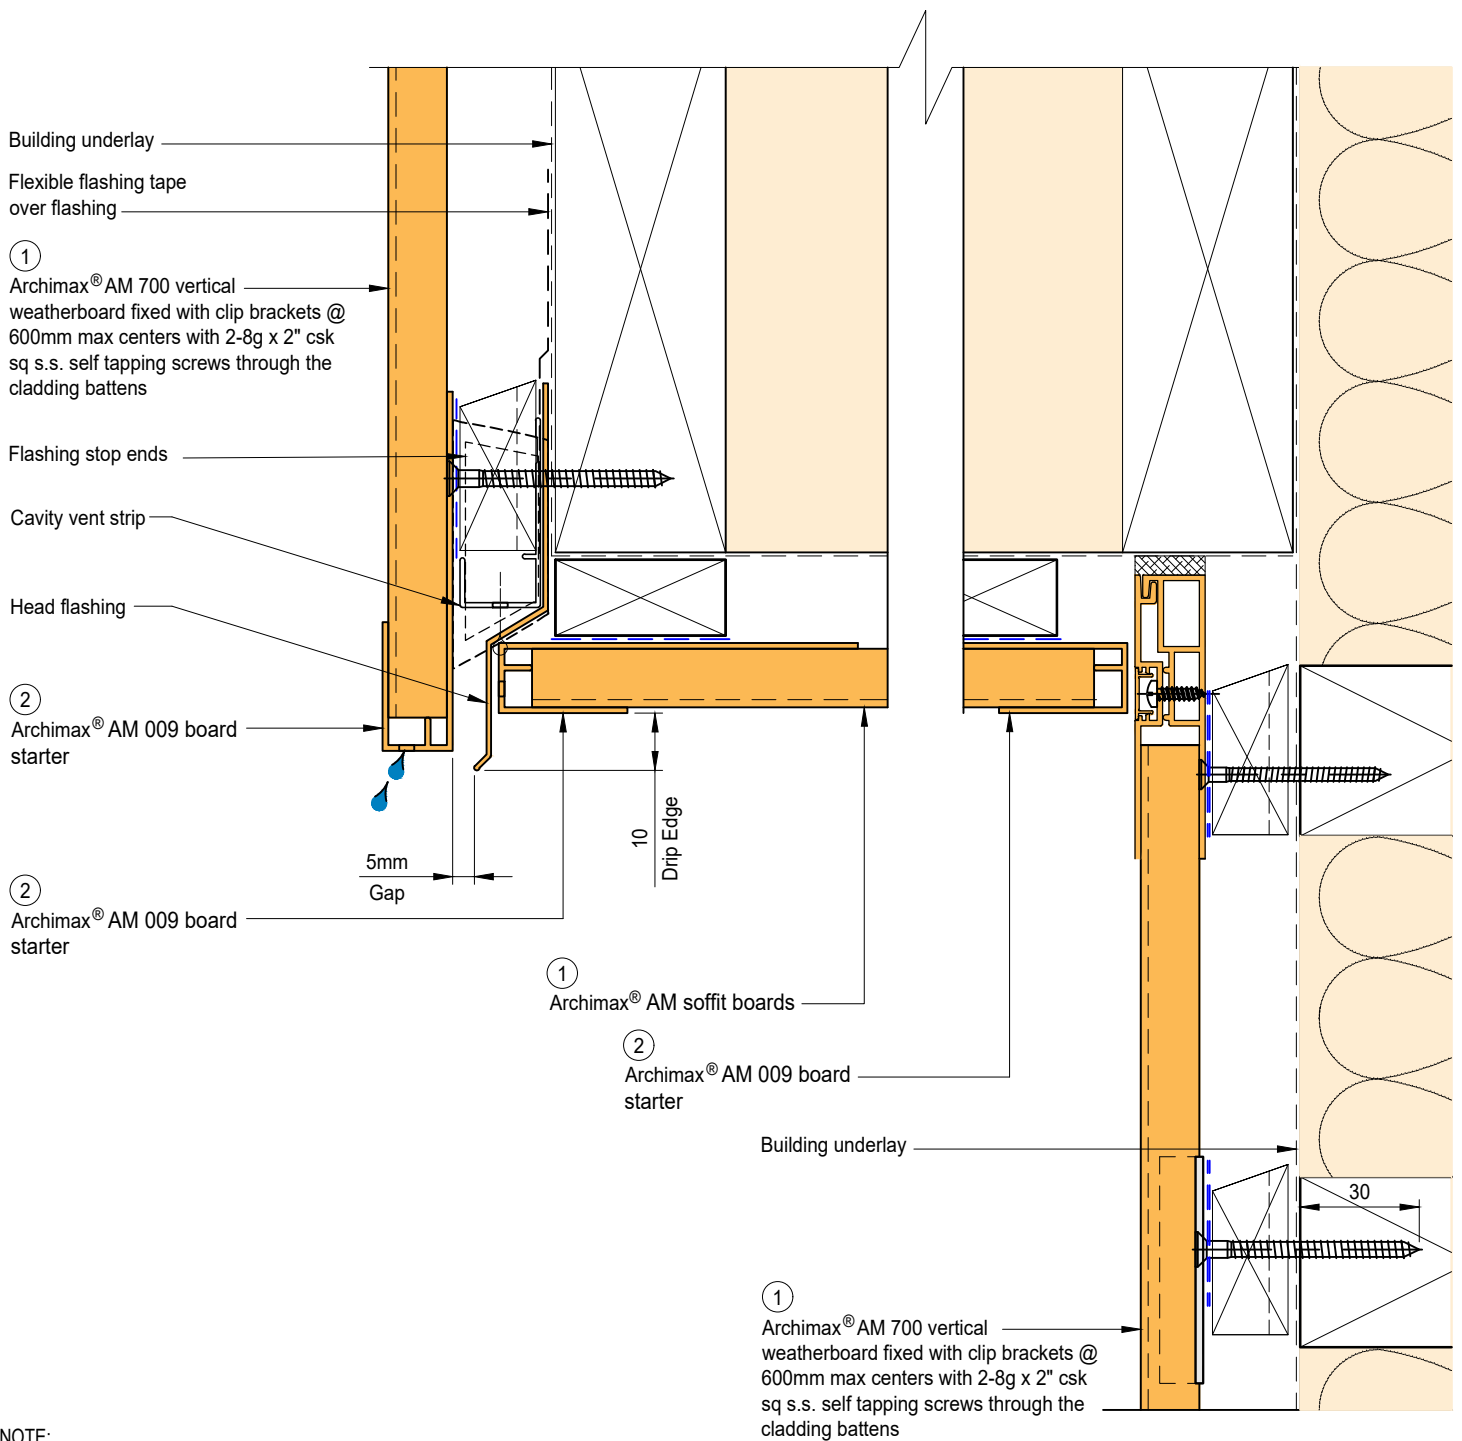 Building underlay
Flexible flashing tape
over flashing
1
Archimax® AM 700 vertical
weatherboard fixed with clip brackets @
600mm max centers with 2-8g x 2" csk
sq s.s. self tapping screws through the
cladding battens
Flashing stop ends
Cavity vent strip
Head flashing
2
Archimax® AM 009 board
starter
5mm
Gap
10
Drip Edge
2
Archimax® AM 009 board
starter
1
Archimax® AM soffit boards
2
Archimax® AM 009 board
starter
Building underlay
30
1
Archimax® AM 700 vertical
weatherboard fixed with clip brackets @
600mm max centers with 2-8g x 2" csk
sq s.s. self tapping screws through the
cladding battens
NOTE: